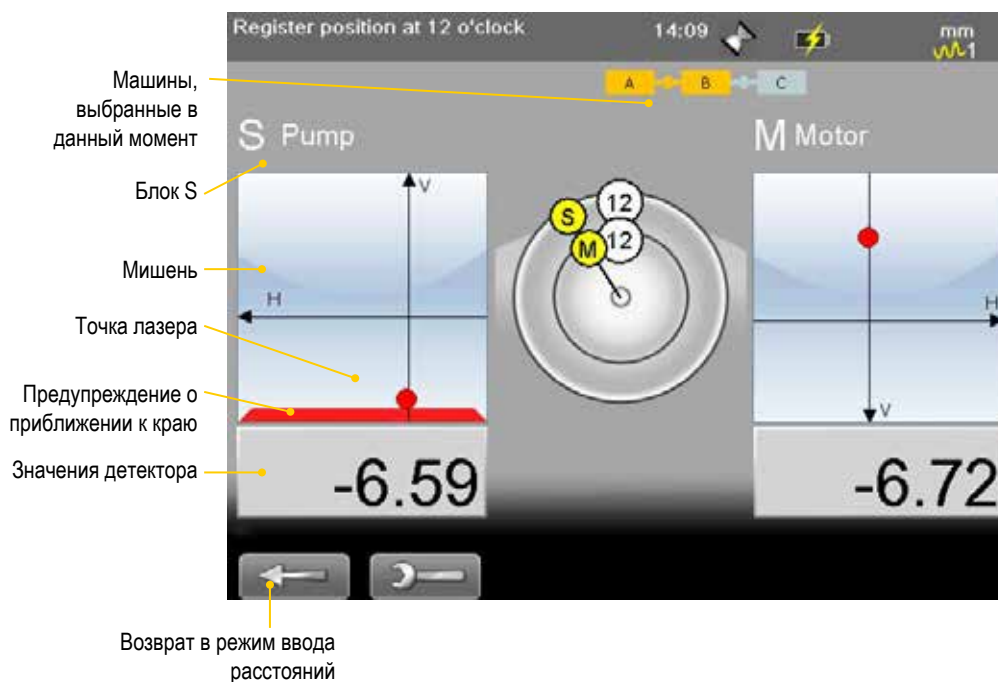 Register position at 12 o'clock
14:09
mm
1
Машины,
выбранные в
данный момент
A
B
C
S Pump
M Motor
Блок S
V
12
S
12
M
Мишень
H
H
Точка лазера
Предупреждение о
приближении к краю
V
Значения детектора
-6.59
-6.72
Возврат в режим ввода
расстояний